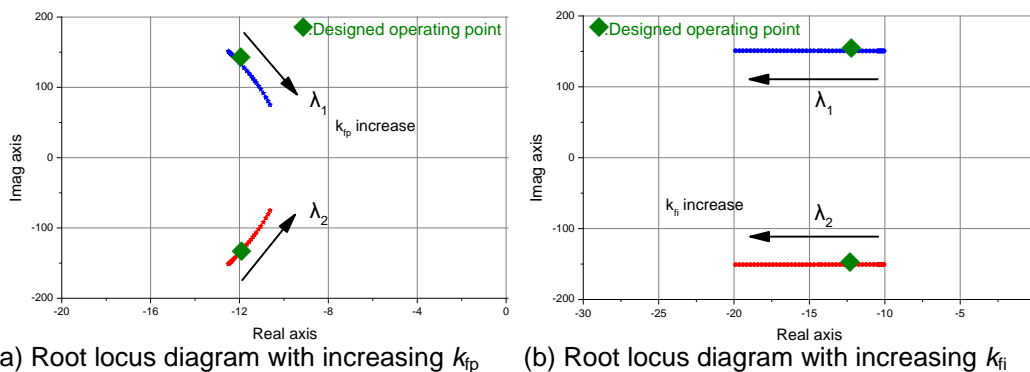 200
100
0
-100
-200
Imag axis
Designed operating point
λ1
kfp increase
λ2
-20 -16 -12 -8 -4 0
Real axis
a) Root locus diagram with increasing kfp
200
100
0
-100
-200
Imag axis
Designed operating point
λ1
kfi increase
λ2
-30 -25 -20 -15 -10 -5
Real axis
(b) Root locus diagram with increasing kfi